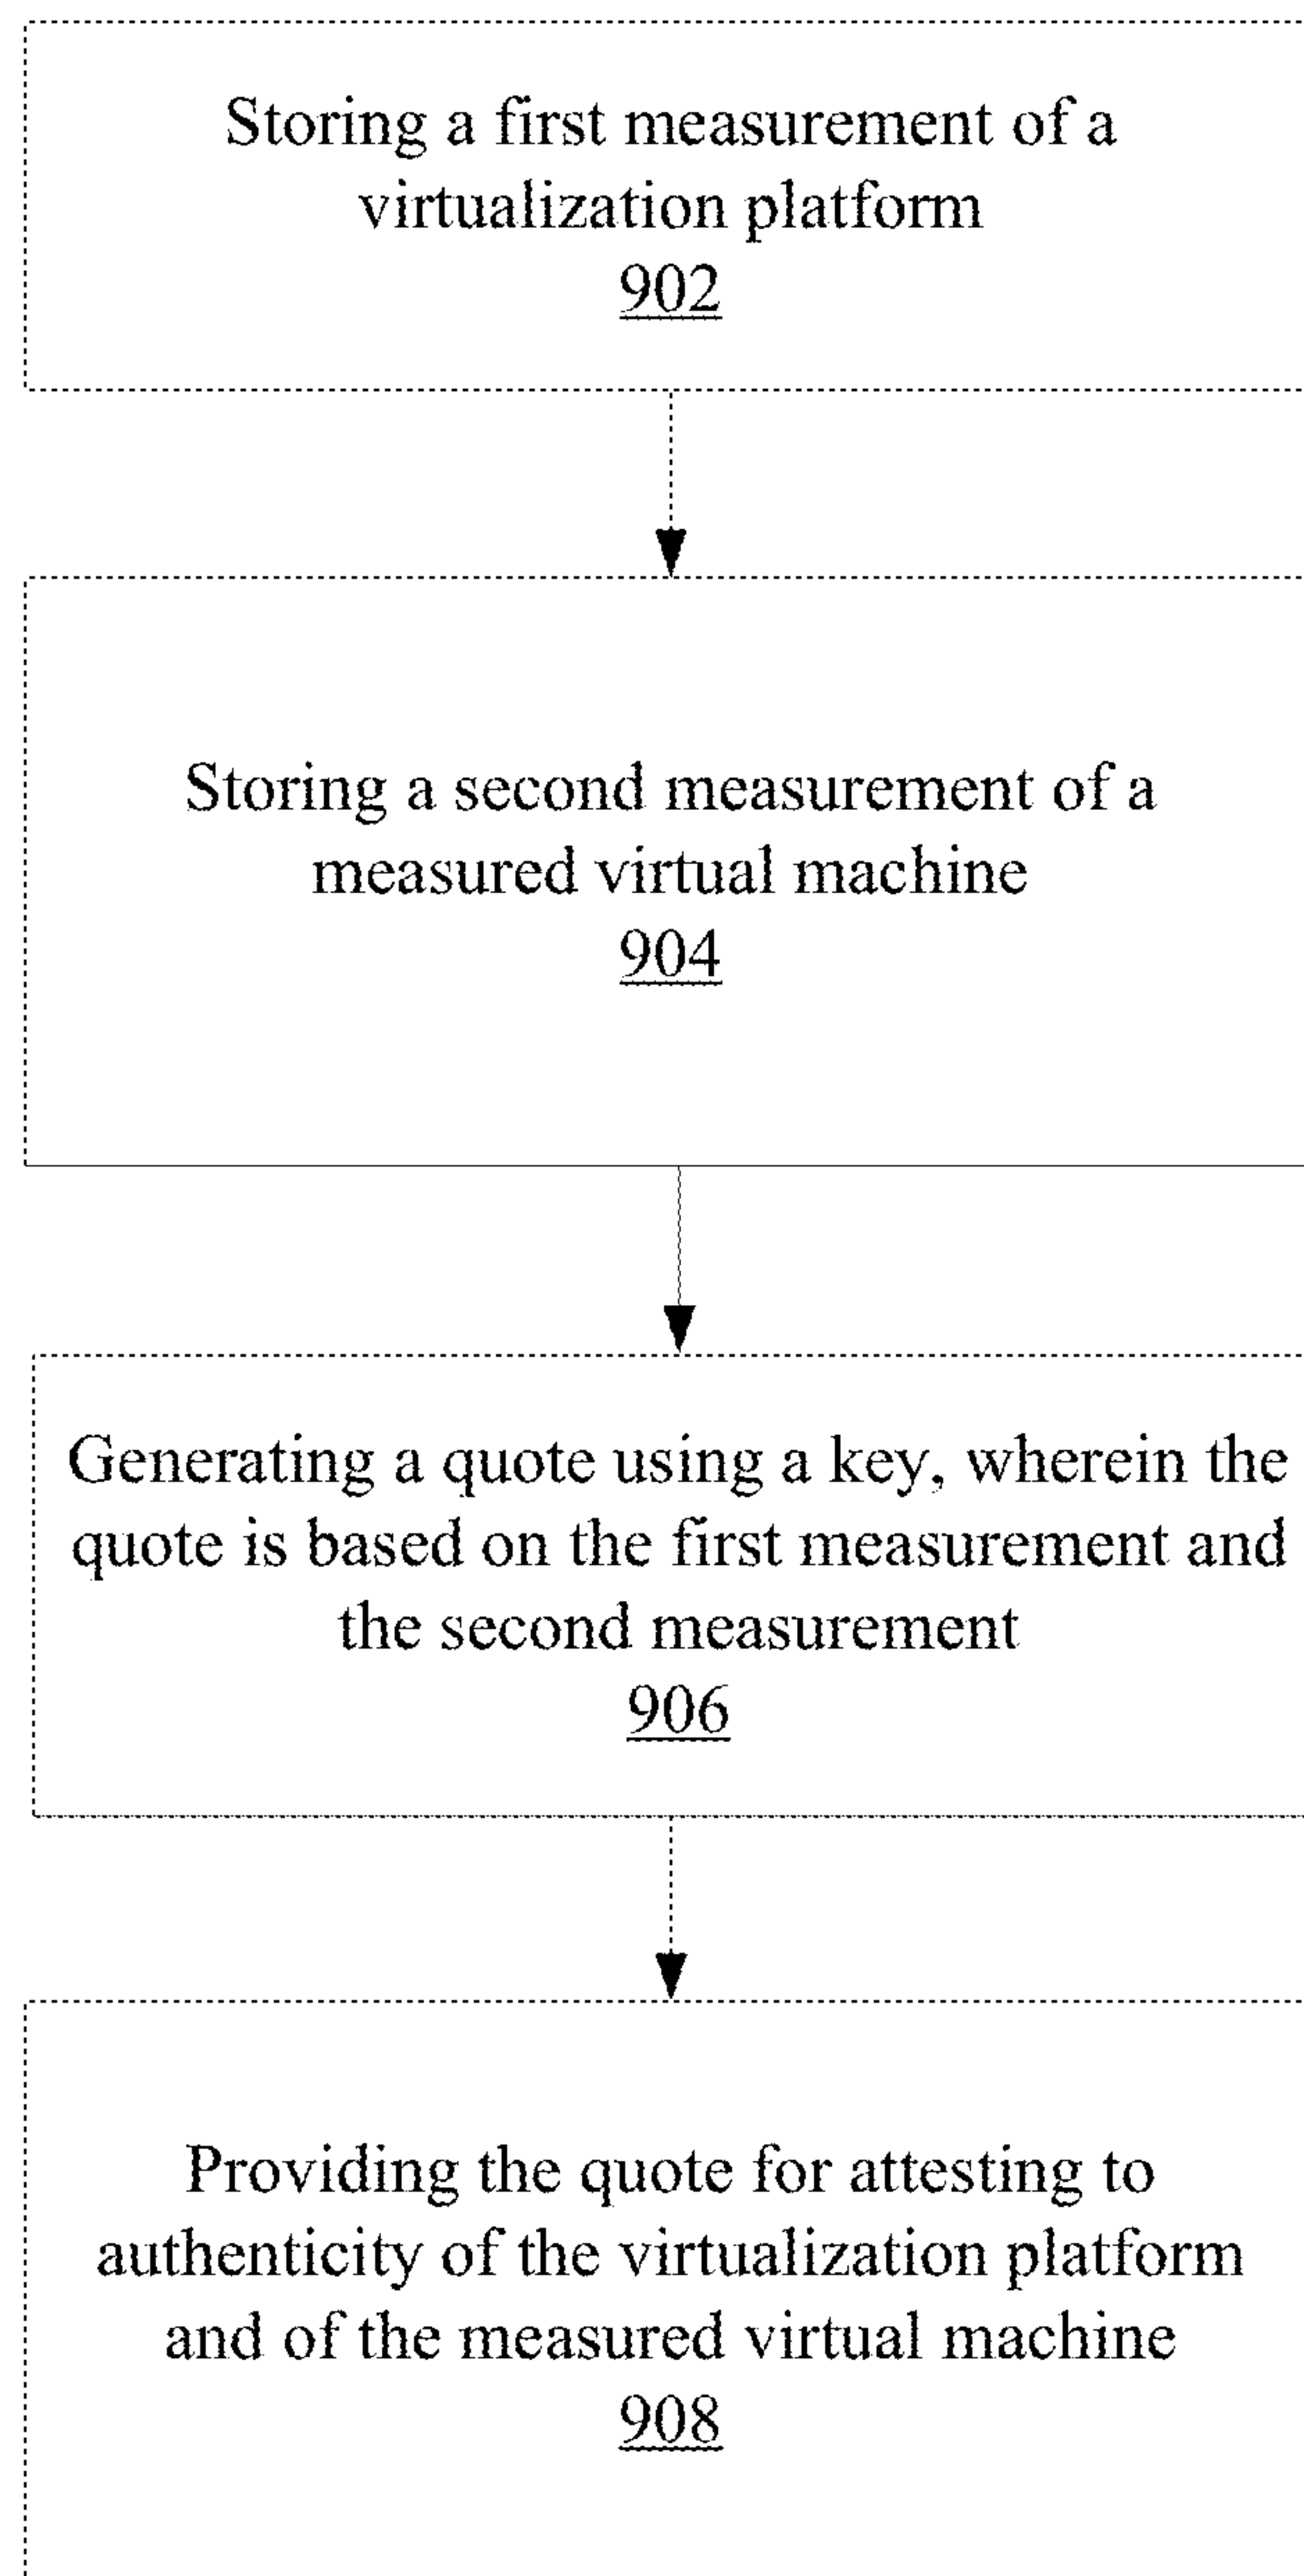 Storing a first measurement of a
virtualization platform
902
Storing a second measurement of a
measured virtual machine
904
Generating a quote using a key, wherein the
quote is based on the first measurement and
the second measurement
906
Providing the quote for attesting to
authenticity of the virtualization platform
and of the measured virtual machine
908